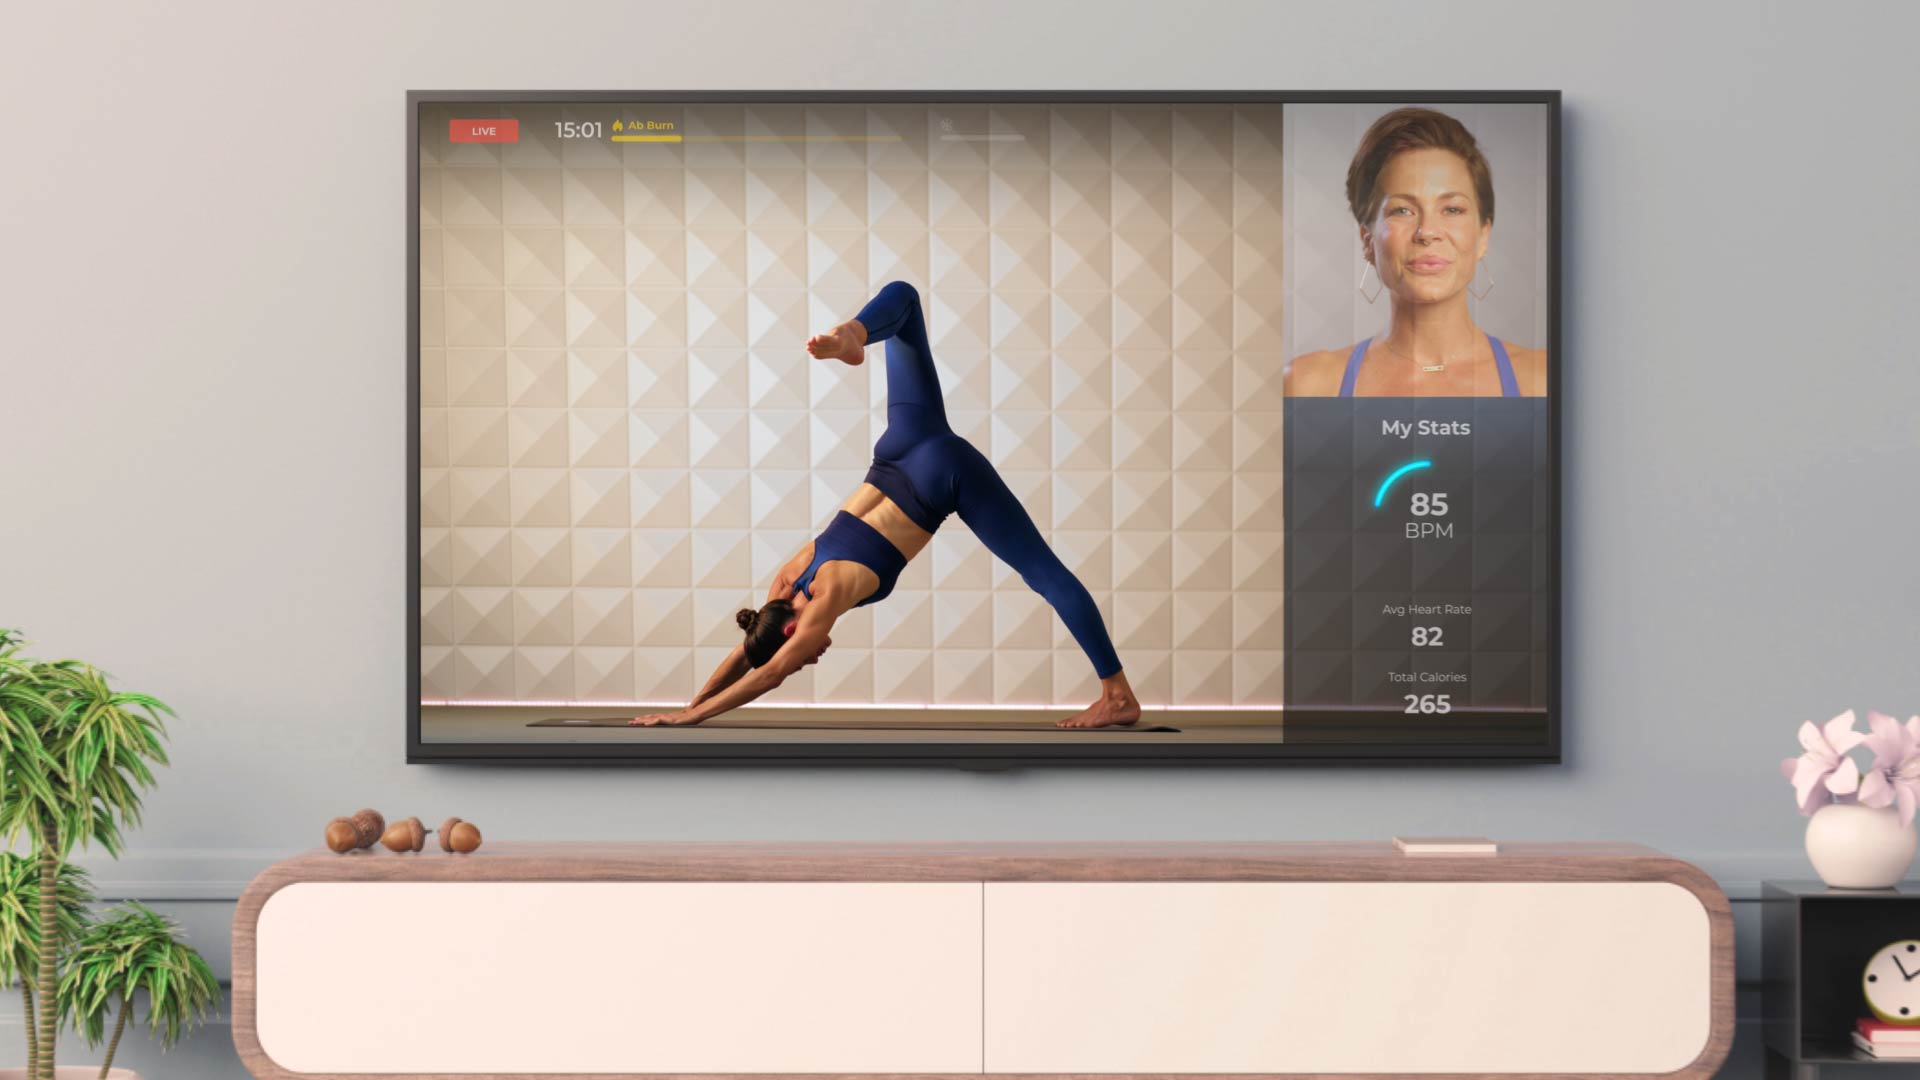 LIVE
15:01
Ab Burn
My Stats
85
BPM
Avg Heart Rate
82
Total Calories
265